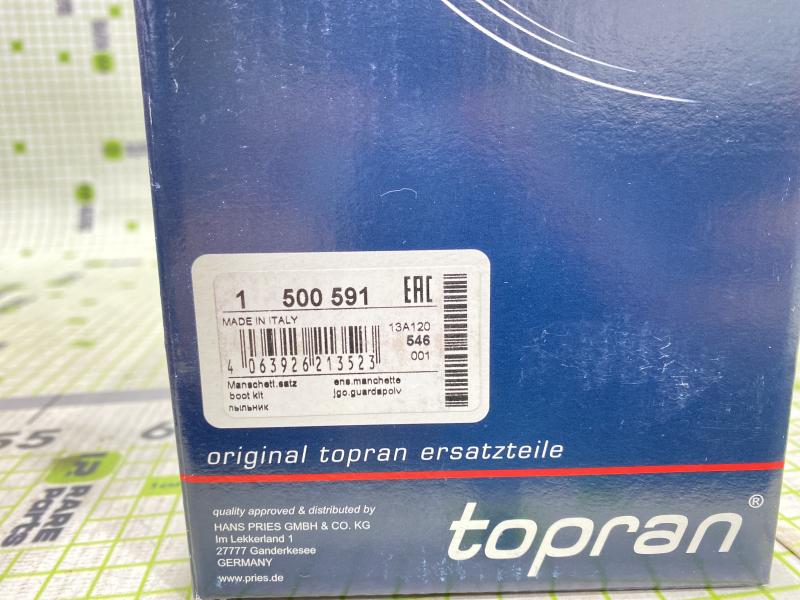 1 500 591 EAC
MADE IN ITALY
13A120
546
001
4 063926 213523
Manschett.satz ens.manchette
boot kit jgo.guardapolv
пыльник
original topran ersatzteile
quality approved & distributed by
HANS PRIES GMBH & CO. KG
Im Lekkerland 1
27777 Ganderkesee
GERMANY
www.pries.de
topran®
RARE
Parts